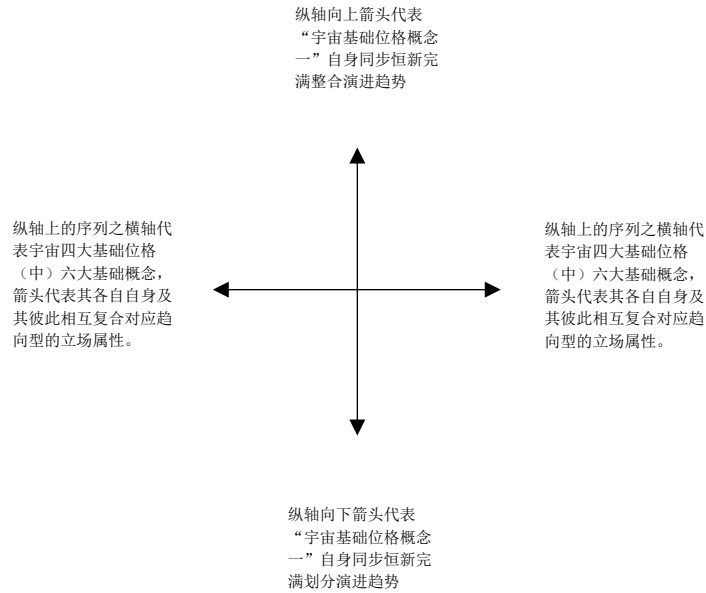 纵轴向上箭头代表
“宇宙基础位格概念
一”自身同步恒新完
满整合演进趋势
纵轴上的序列之横轴代
表宇宙四大基础位格
（中）六大基础概念，
箭头代表其各自自身及
其彼此相互复合对应趋
向型的立场属性。
纵轴上的序列之横轴代
表宇宙四大基础位格
（中）六大基础概念，
箭头代表其各自自身及
其彼此相互复合对应趋
向型的立场属性。
纵轴向下箭头代表
“宇宙基础位格概念
一”自身同步恒新完
满划分演进趋势